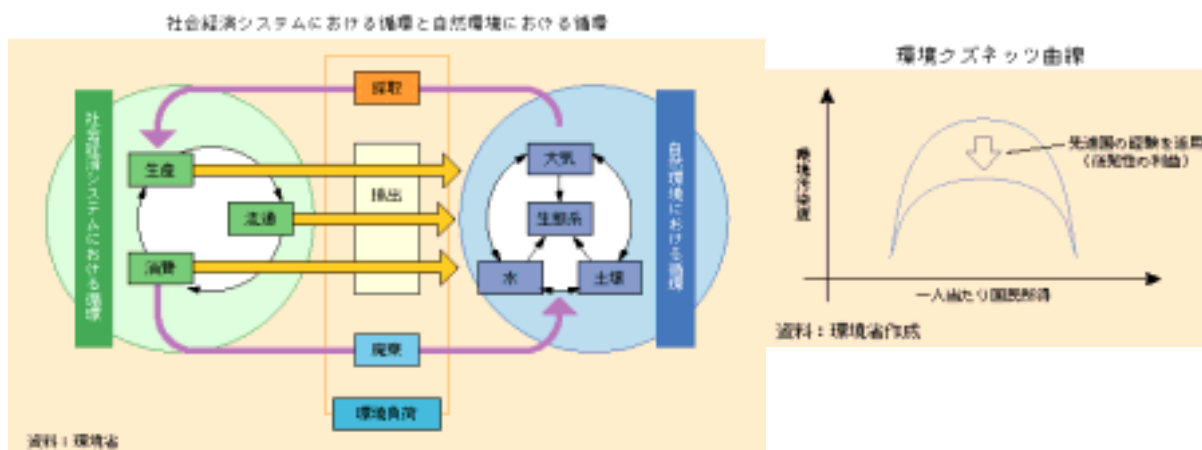 社会経済システムにおける循環と自然環境における循環
社会経済システムにおける循環
採取
生産
排出
流通
消費
廃棄
環境負荷
大気
生態系
水
土壌
自然環境における循環
資料：環境省
環境クズネッツ曲線
環境汚染度
先進国の経験を活用
（後発性の利益）
一人当たり国民所得
資料：環境省作成